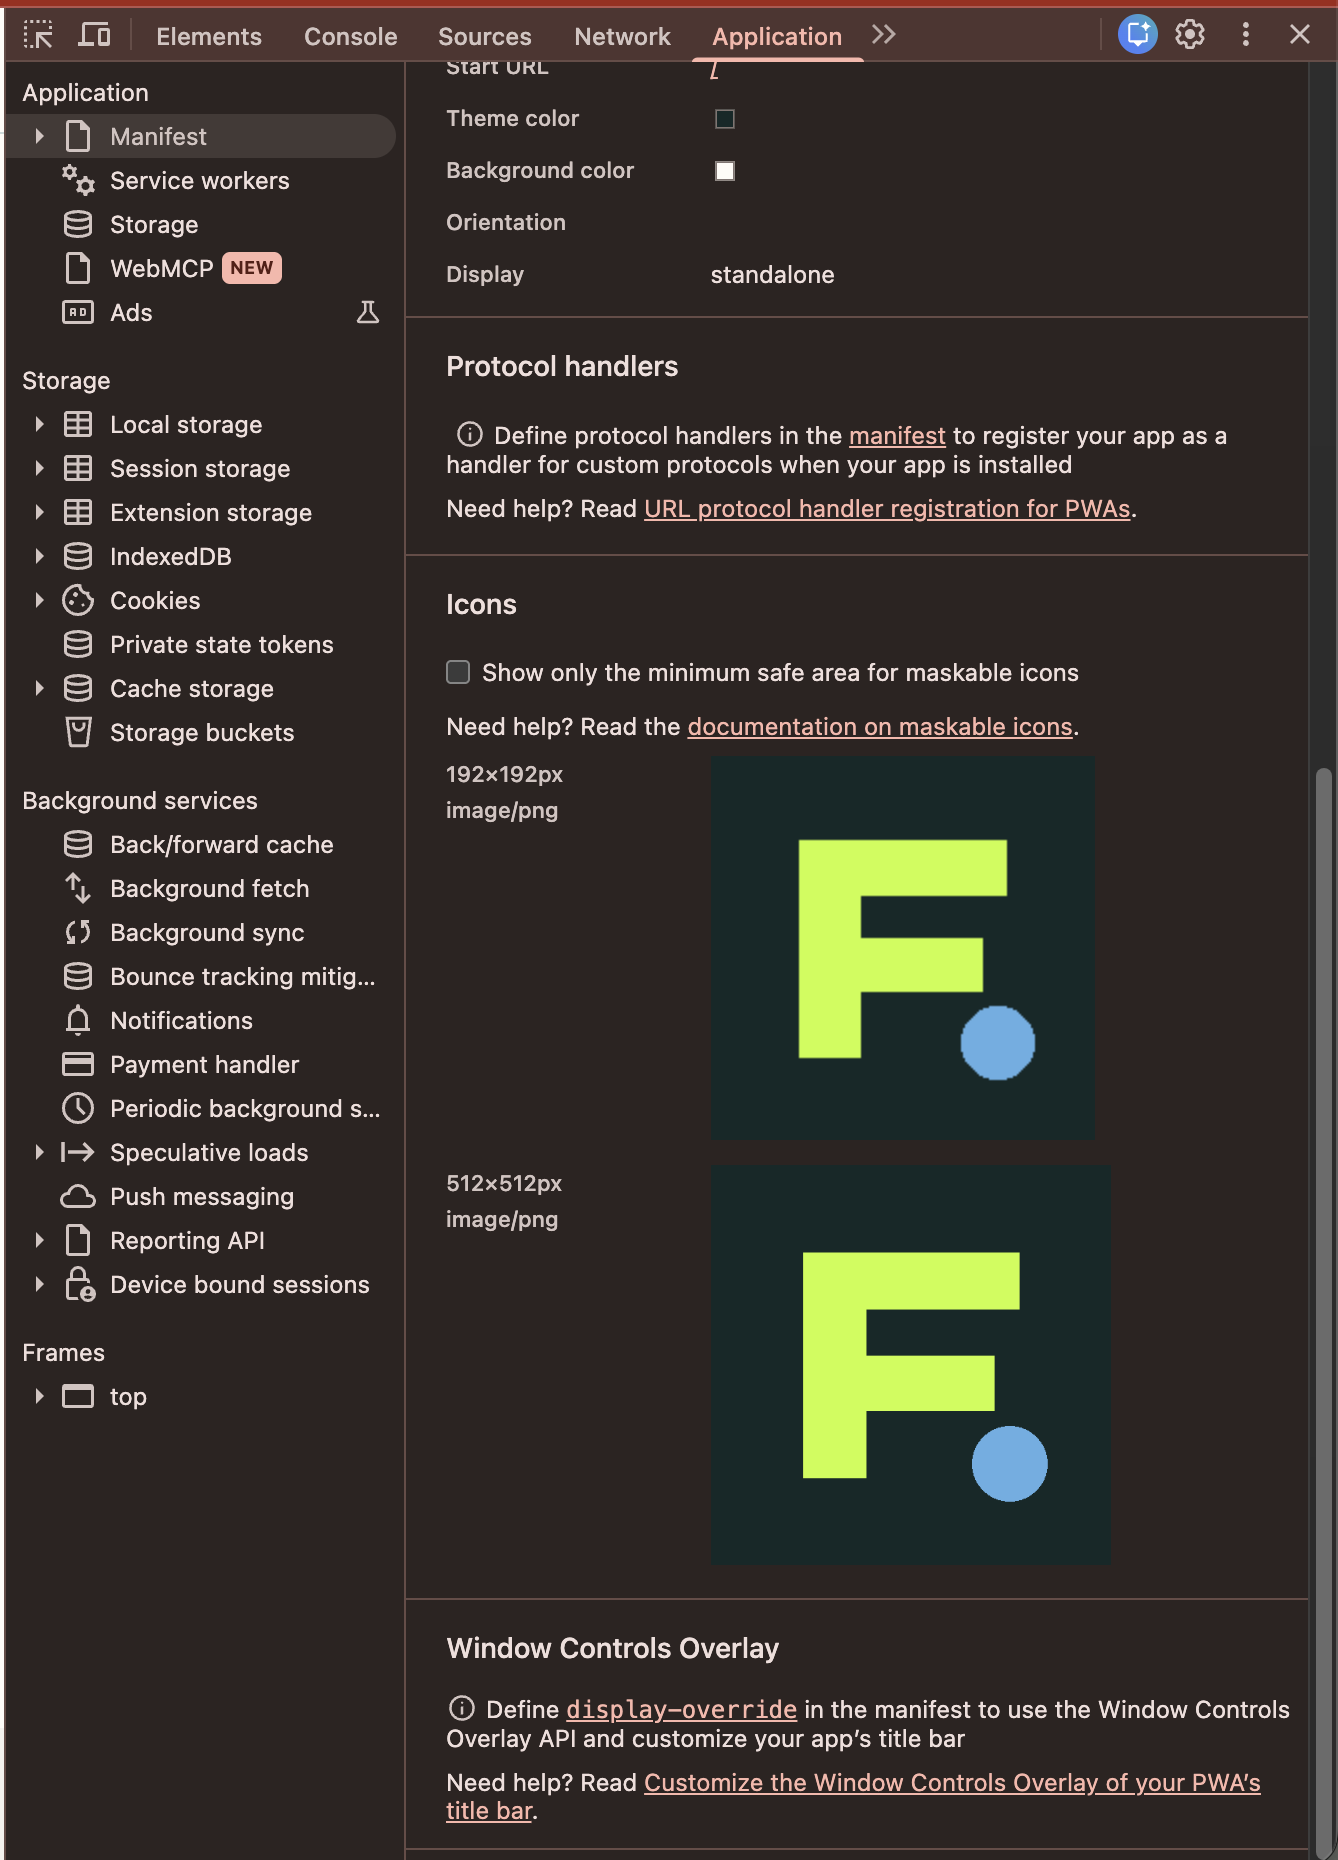 Elements Console Sources Network Application
Application
Manifest
Service workers
Storage
WebMCP NEW
AD Ads
Storage
Local storage
Session storage
Extension storage
IndexedDB
Cookies
Private state tokens
Cache storage
Storage buckets
Background services
Back/forward cache
Background fetch
Background sync
Bounce tracking mitig...
Notifications
Payment handler
Periodic background s...
Speculative loads
Push messaging
Reporting API
Device bound sessions
Frames
top
Start URL /
Theme color
Background color
Orientation
Display standalone
Protocol handlers
Define protocol handlers in the manifest to register your app as a
handler for custom protocols when your app is installed
Need help? Read URL protocol handler registration for PWAs.
Icons
Show only the minimum safe area for maskable icons
Need help? Read the documentation on maskable icons.
192×192px
image/png
F
512×512px
image/png
F
Window Controls Overlay
Define display-override in the manifest to use the Window Controls
Overlay API and customize your app’s title bar
Need help? Read Customize the Window Controls Overlay of your PWA’s
title bar.